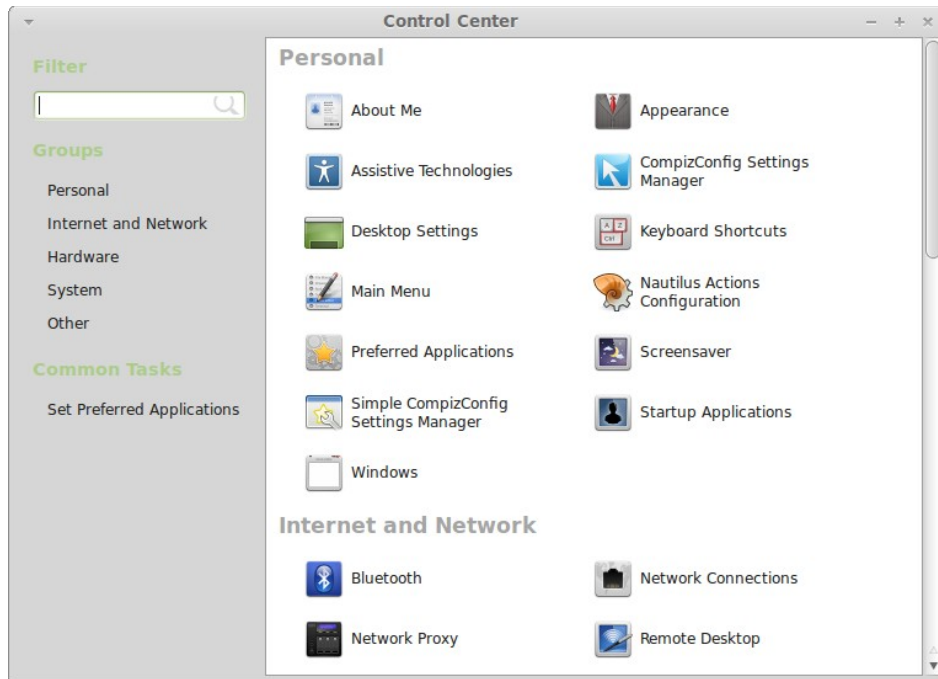 Control Center
Filter
Groups
Personal
Internet and Network
Hardware
System
Other
Common Tasks
Set Preferred Applications
Personal
About Me
Appearance
Assistive Technologies
CompizConfig Settings
Manager
Desktop Settings
Keyboard Shortcuts
Main Menu
Nautilus Actions
Configuration
Preferred Applications
Screensaver
Simple CompizConfig
Settings Manager
Startup Applications
Windows
Internet and Network
Bluetooth
Network Connections
Network Proxy
Remote Desktop